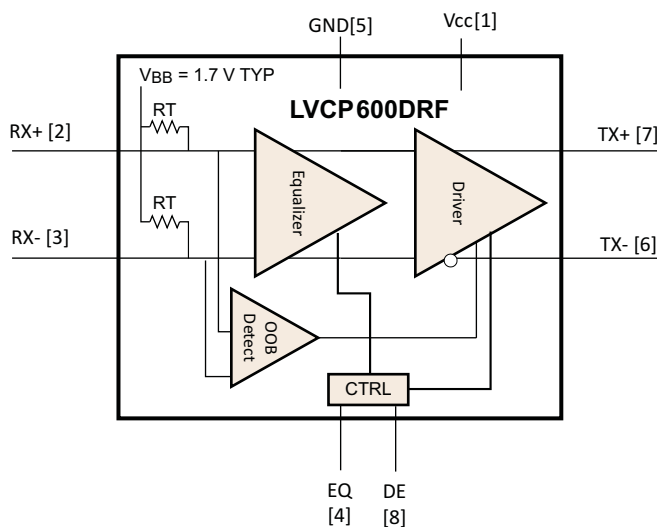 GND[5]
Vcc[1]
VBB = 1.7 V TYP
LVCP600DRF
RT
RX+ [2]
TX+ [7]
Equalizer
Driver
RT
RX- [3]
TX- [6]
OOB
Detect
CTRL
EQ
[4]
DE
[8]